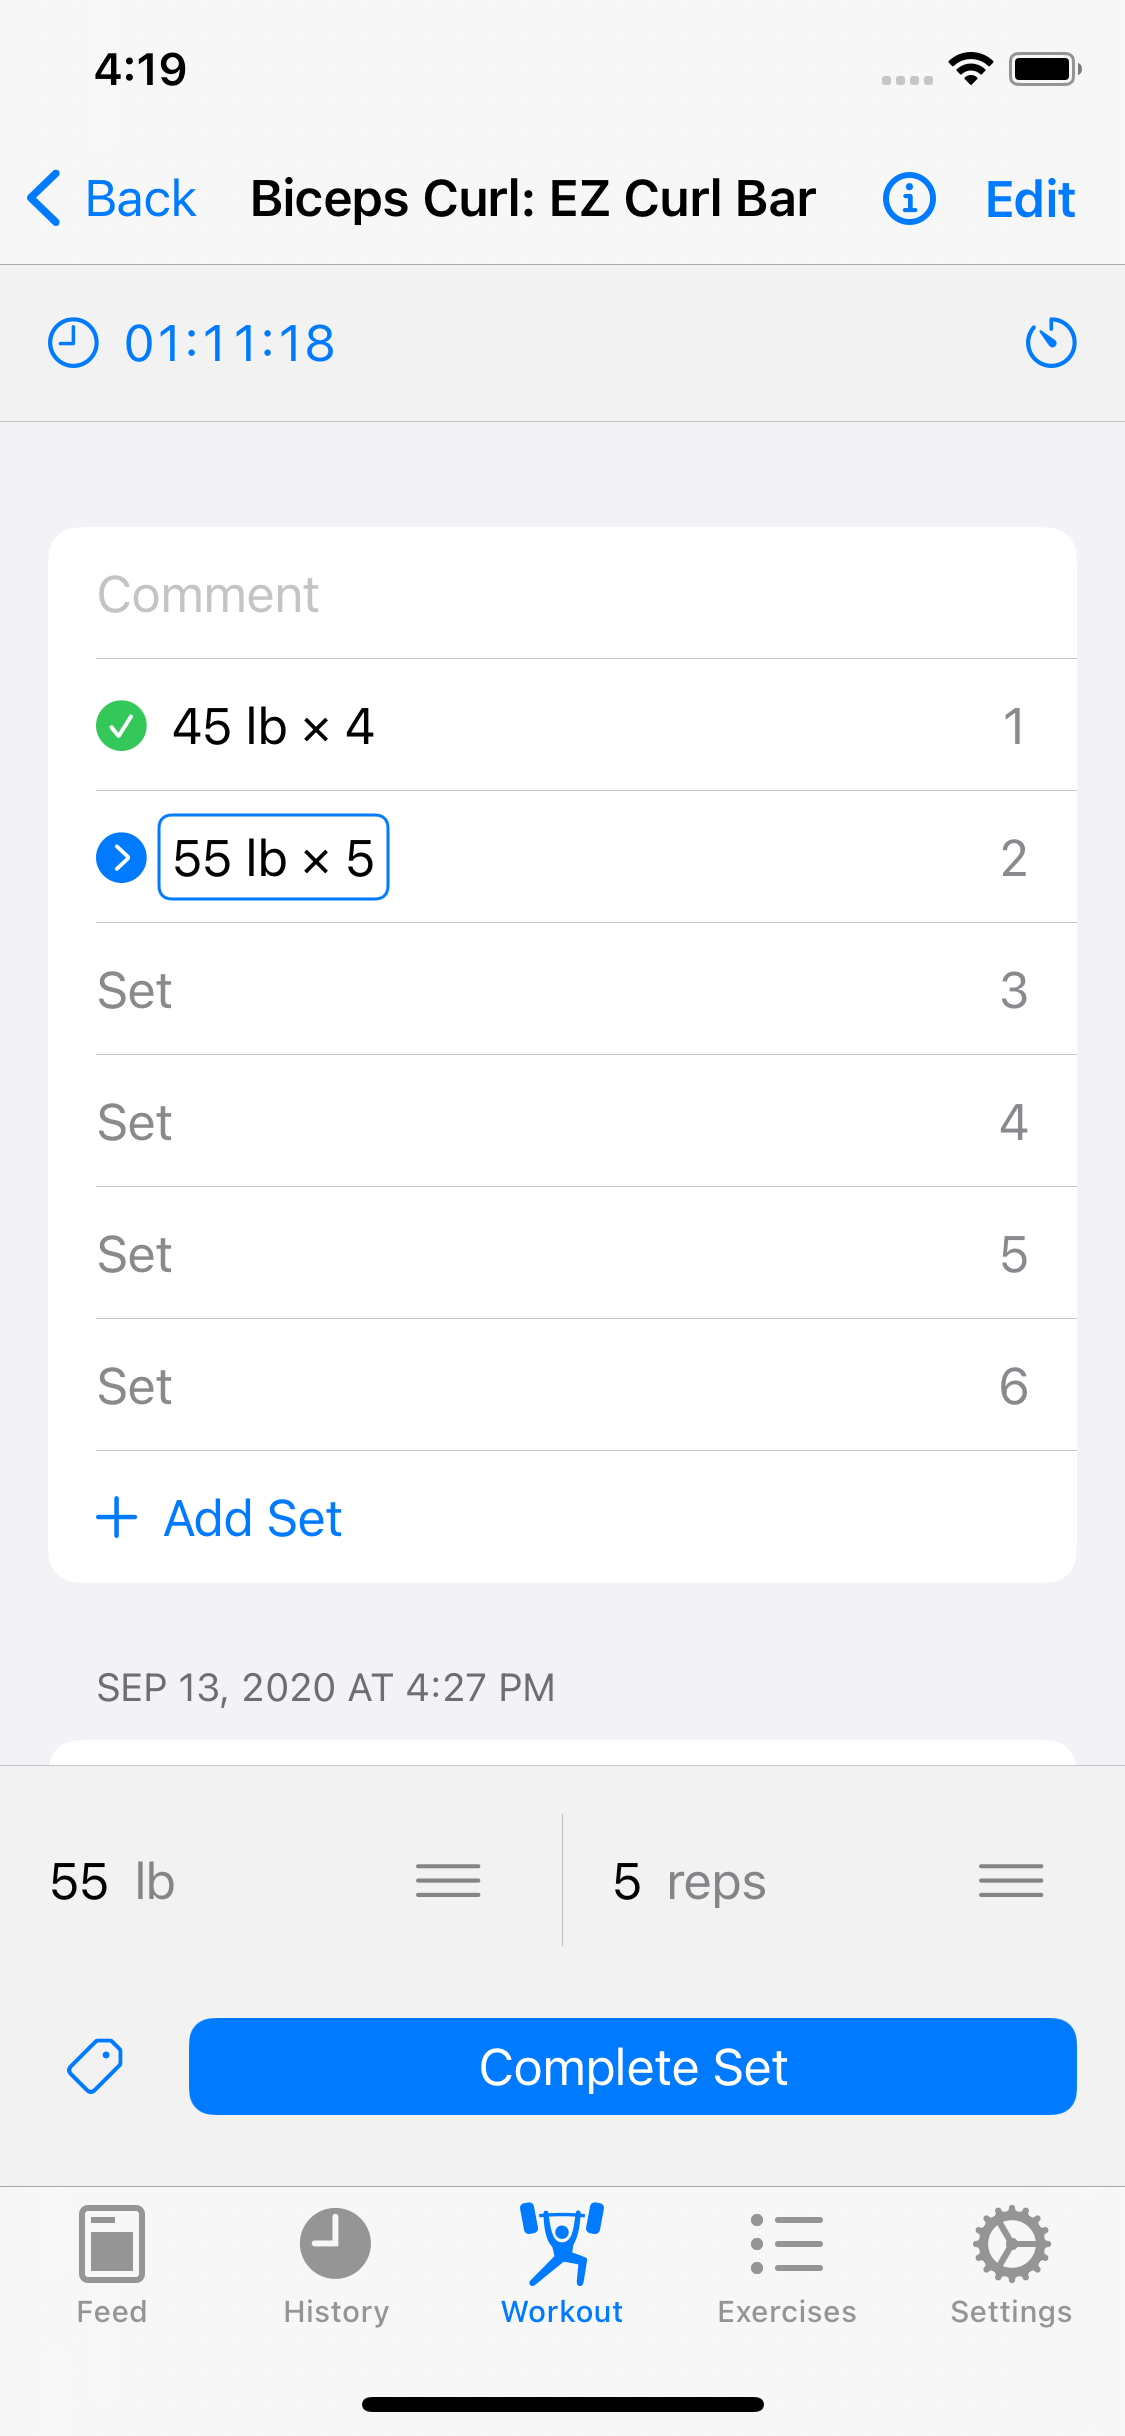 4:19
Back Biceps Curl: EZ Curl Bar Edit
01:11:18
Comment
45 lb × 4 1
55 lb × 5 2
Set 3
Set 4
Set 5
Set 6
Add Set
SEP 13, 2020 AT 4:27 PM
55 lb 5 reps
Complete Set
Feed History Workout Exercises Settings